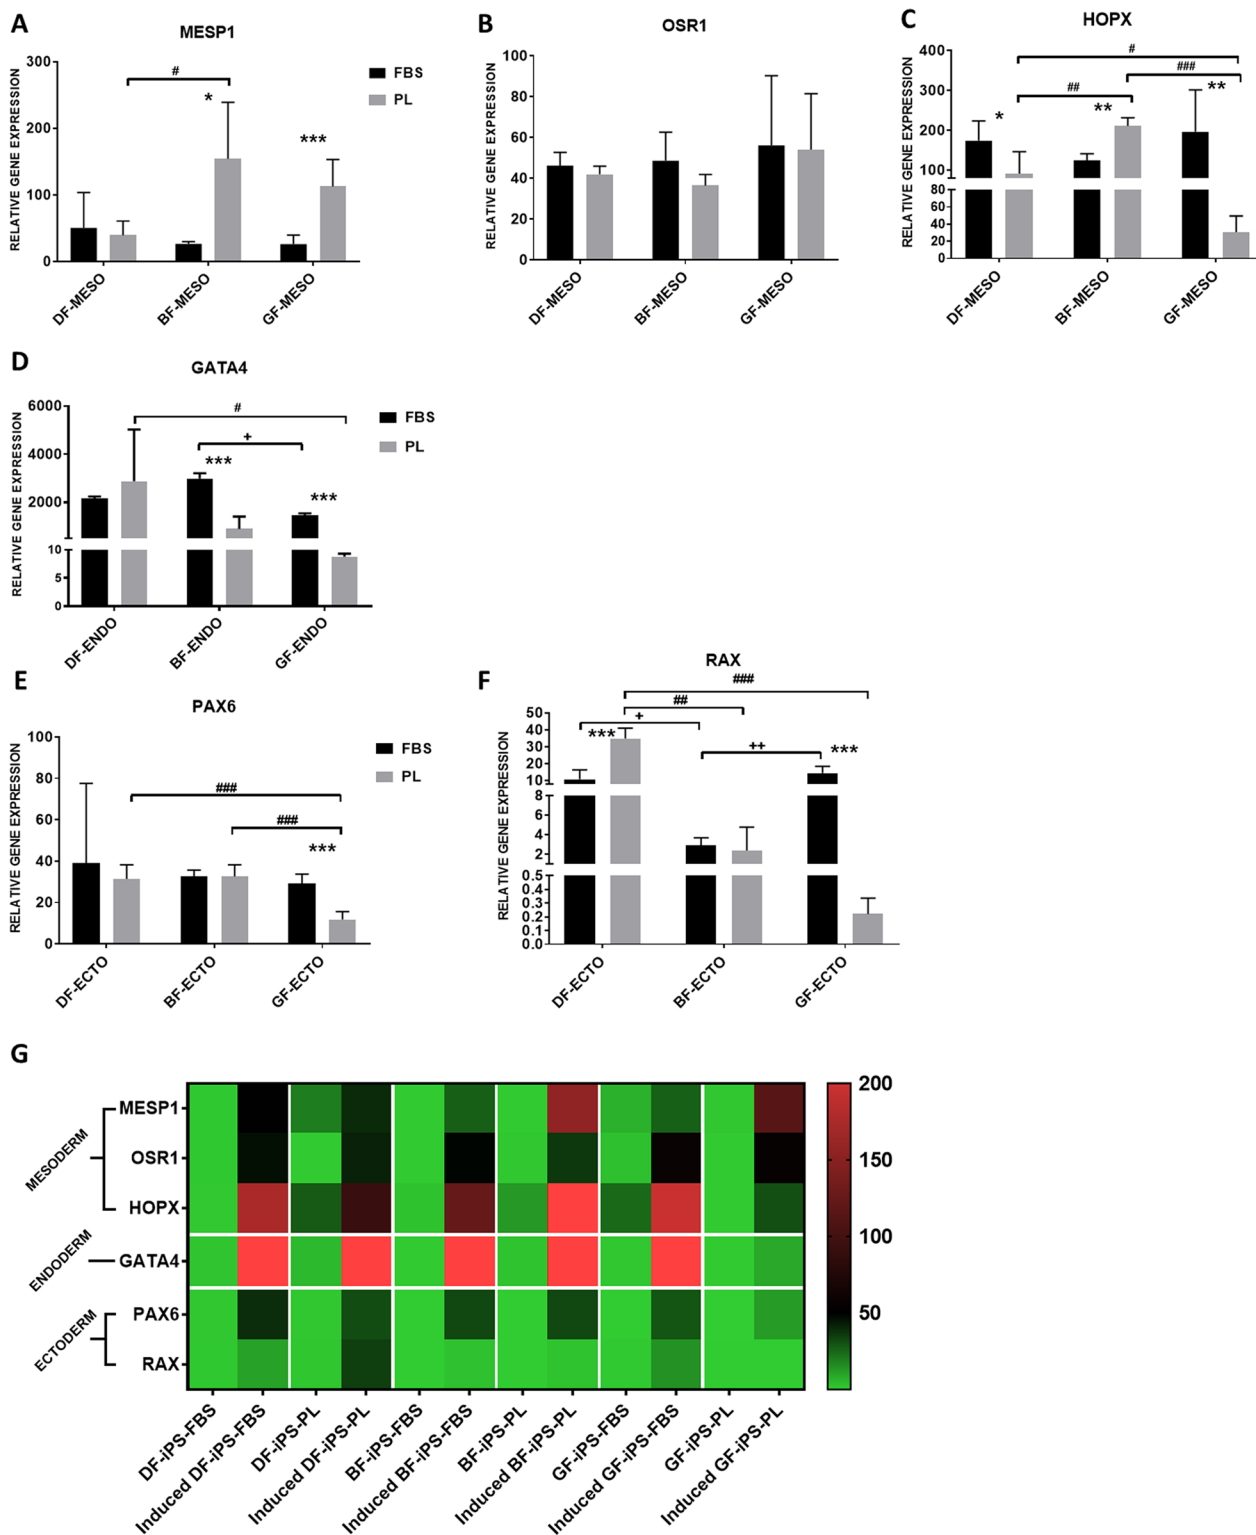 A
MESP1
RELATIVE GENE EXPRESSION
300
200
100
0
#
*
***
FBS
PL
DF-MESO
BF-MESO
GF-MESO
B
OSR1
RELATIVE GENE EXPRESSION
100
80
60
40
20
0
DF-MESO
BF-MESO
GF-MESO
C
HOPX
RELATIVE GENE EXPRESSION
400
300
200
100
80
60
40
20
0
#
###
##
*
**
**
DF-MESO
BF-MESO
GF-MESO
D
GATA4
RELATIVE GENE EXPRESSION
6000
4000
2000
10
5
0
#
+
***
***
FBS
PL
DF-ENDO
BF-ENDO
GF-ENDO
E
PAX6
RELATIVE GENE EXPRESSION
100
80
60
40
20
0
###
###
***
FBS
PL
DF-ECTO
BF-ECTO
GF-ECTO
F
RAX
RELATIVE GENE EXPRESSION
50
40
30
20
10
8
6
4
2
0.5
0.4
0.3
0.2
0.1
0.0
###
##
+
***
++
***
DF-ECTO
BF-ECTO
GF-ECTO
G
MESODERM
MESP1
OSR1
HOPX
ENDODERM
GATA4
ECTODERM
PAX6
RAX
200
150
100
50
DF-iPS-FBS
Induced DF-iPS-FBS
DF-iPS-PL
Induced DF-iPS-PL
BF-iPS-FBS
Induced BF-iPS-FBS
BF-iPS-PL
Induced BF-iPS-PL
GF-iPS-FBS
Induced GF-iPS-FBS
GF-iPS-PL
Induced GF-iPS-PL